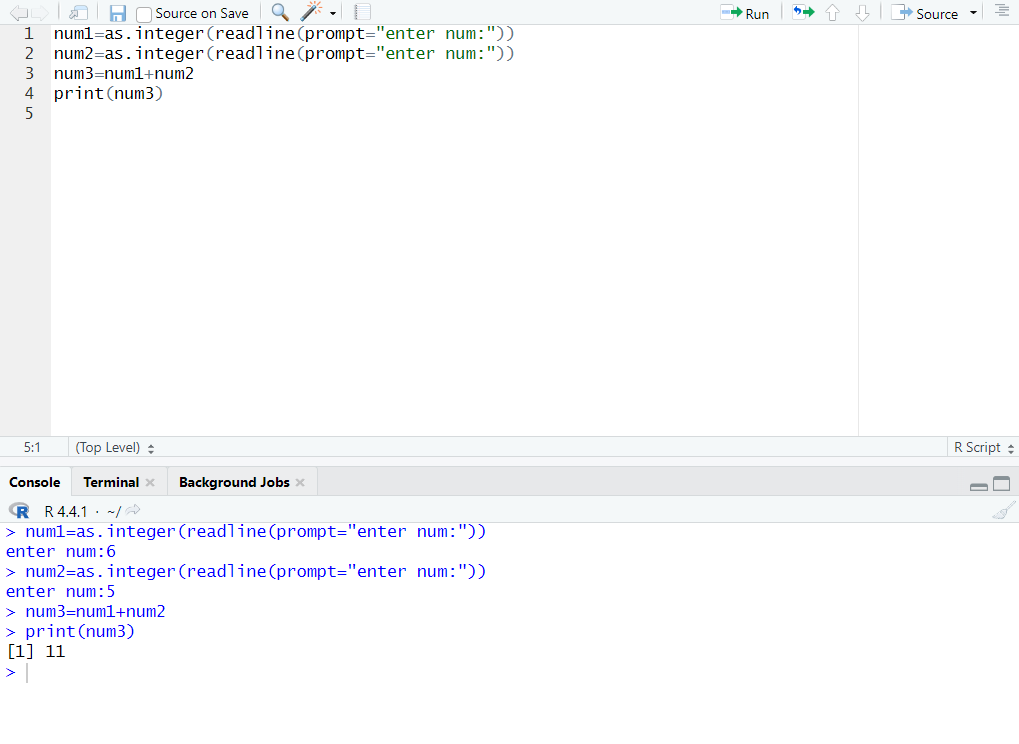 Source on Save Run Source
1 num1=as.integer(readline(prompt="enter num:"))
2 num2=as.integer(readline(prompt="enter num:"))
3 num3=num1+num2
4 print(num3)
5
5:1 (Top Level) R Script
Console Terminal Background Jobs
R R 4.4.1 · ~/
> num1=as.integer(readline(prompt="enter num:"))
enter num:6
> num2=as.integer(readline(prompt="enter num:"))
enter num:5
> num3=num1+num2
> print(num3)
[1] 11
>